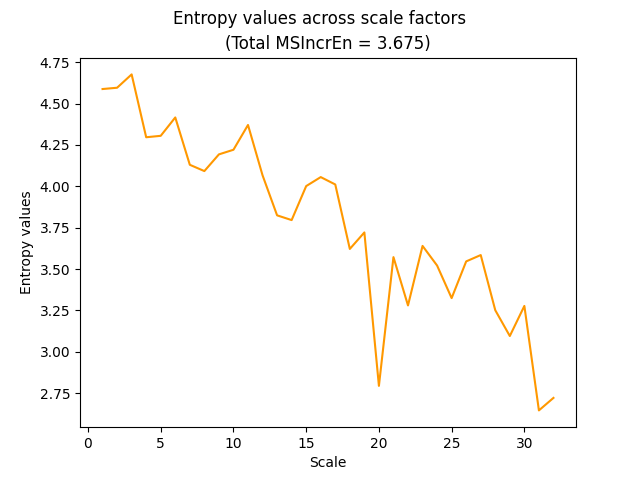 Entropy values across scale factors
(Total MSIncrEn = 3.675)
4.75
4.50
4.25
4.00
3.75
3.50
3.25
3.00
2.75
Entropy values
0 5 10 15 20 25 30
Scale